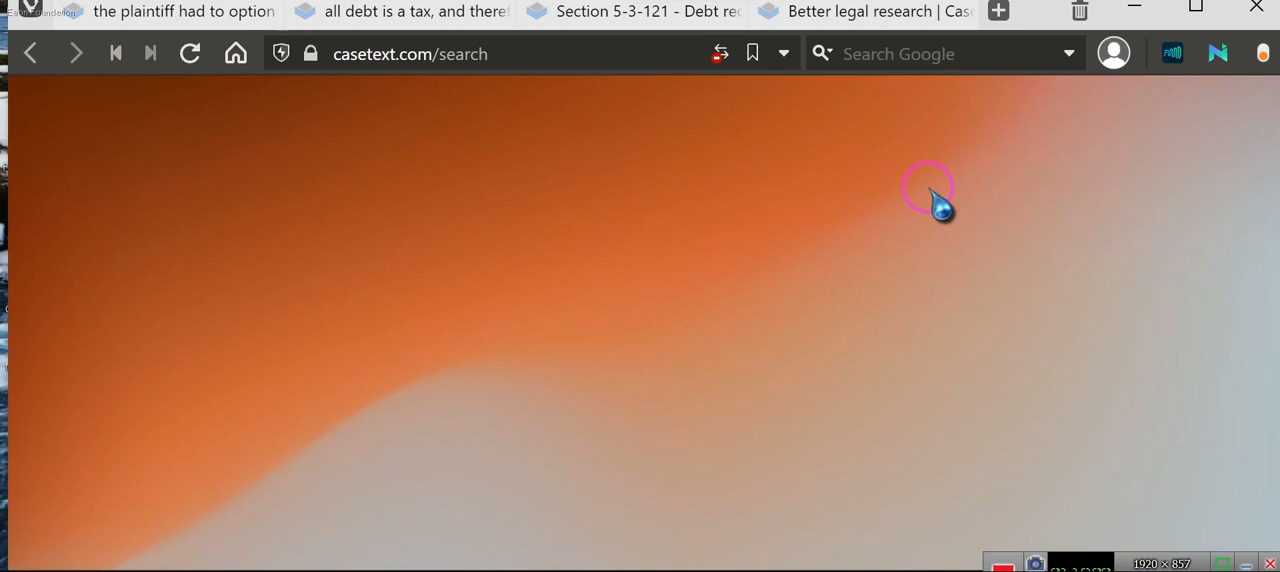 the plaintiff had to option
all debt is a tax, and theref
Section 5-3-121 - Debt rec
Better legal research | Cas
casetext.com/search
Search Google
1920 × 857